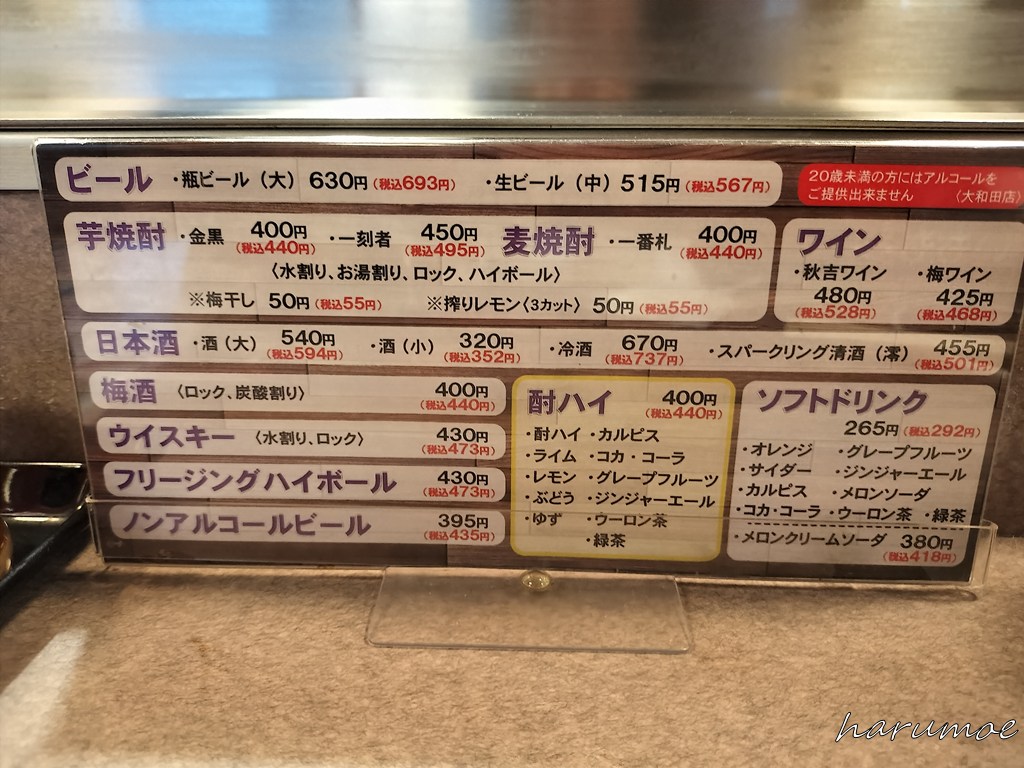 ビール ・瓶ビール（大） 630円（税込693円） ・生ビール（中） 515円（税込567円）
20歳未満の方にはアルコールを
ご提供出来ません 〈大和田店〉
芋焼酎 ・金黒 400円（税込440円） ・一刻者 450円（税込495円） 麦焼酎 ・一番札 400円（税込440円）
〈水割り、お湯割り、ロック、ハイボール〉
※梅干し 50円（税込55円） ※搾りレモン〈3カット〉 50円（税込55円）
ワイン
・秋吉ワイン ・梅ワイン
480円 425円
（税込528円） （税込468円）
日本酒 ・酒（大） 540円（税込594円） ・酒（小） 320円（税込352円） ・冷酒 670円（税込737円） ・スパークリング清酒（澪） 455円（税込501円）
梅酒 〈ロック、炭酸割り〉 400円（税込440円）
ウイスキー 〈水割り、ロック〉 430円（税込473円）
フリージングハイボール 430円（税込473円）
ノンアルコールビール 395円（税込435円）
酎ハイ 400円（税込440円）
・酎ハイ ・カルピス
・ライム ・コカ・コーラ
・レモン ・グレープフルーツ
・ぶどう ・ジンジャーエール
・ゆず ・ウーロン茶
・緑茶
ソフトドリンク
265円（税込292円）
・オレンジ ・グレープフルーツ
・サイダー ・ジンジャーエール
・カルピス ・メロンソーダ
・コカ・コーラ ・ウーロン茶 ・緑茶
・メロンクリームソーダ 380円（税込418円）
harumoe